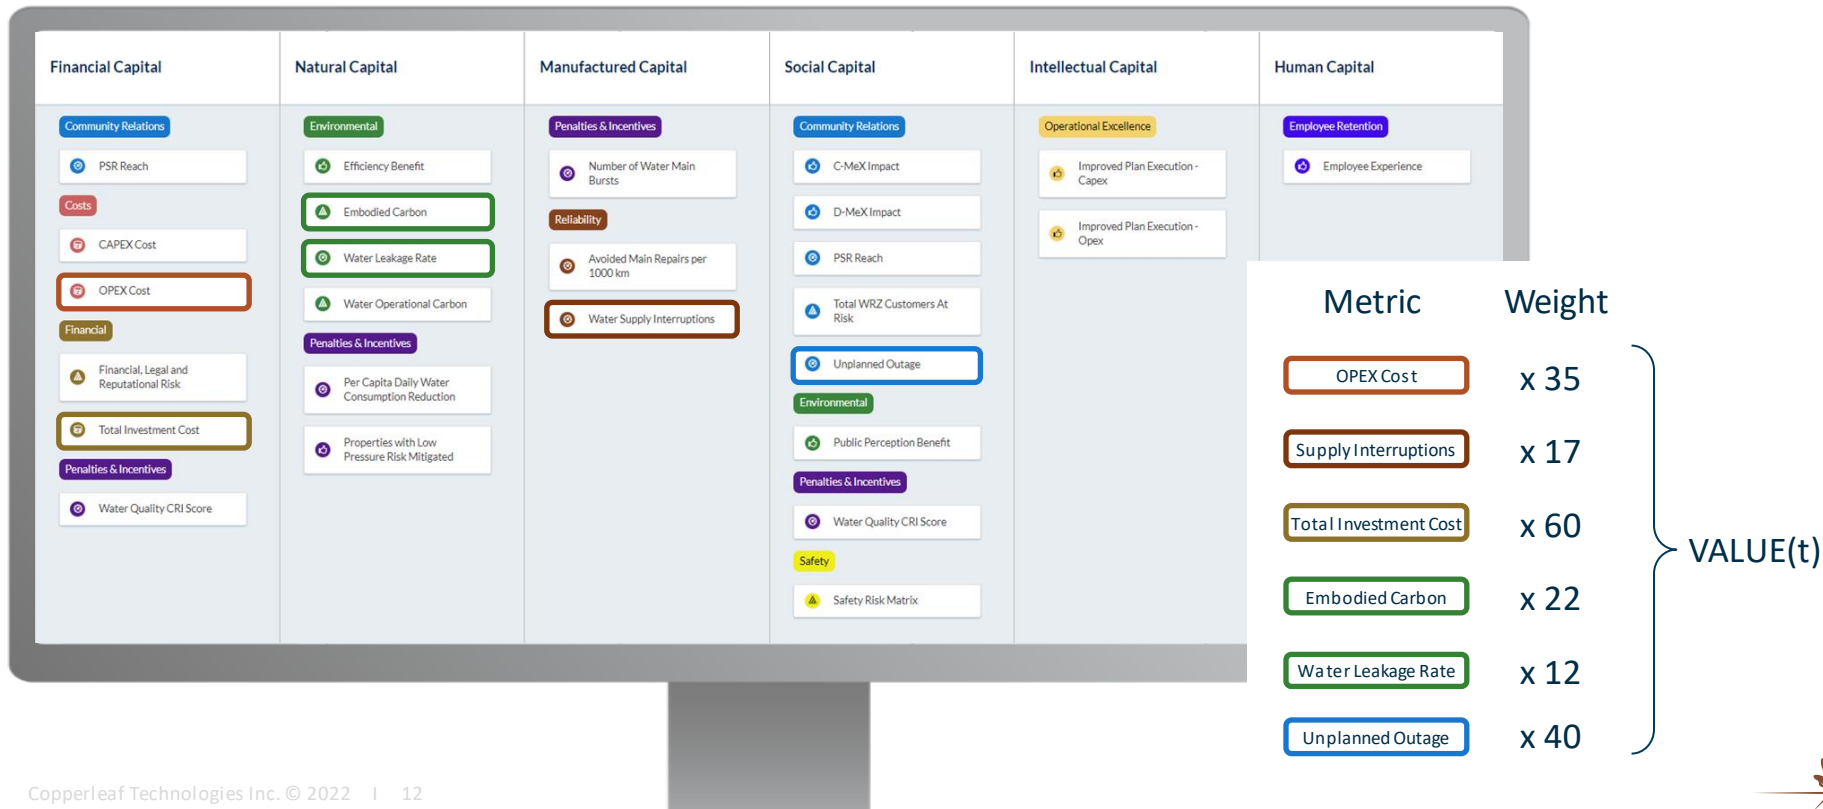 Financial Capital
Community Relations
PSR Reach
Costs
CAPEX Cost
OPEX Cost
Financial
Financial, Legal and
Reputational Risk
Total Investment Cost
Penalties & Incentives
Water Quality CRI Score
Natural Capital
Environmental
Efficiency Benefit
Embodied Carbon
Water Leakage Rate
Water Operational Carbon
Penalties & Incentives
Per Capita Daily Water
Consumption Reduction
Properties with Low
Pressure Risk Mitigated
Manufactured Capital
Penalties & Incentives
Number of Water Main
Bursts
Reliability
Avoided Main Repairs per
1000 km
Water Supply Interruptions
Social Capital
Community Relations
C-MeX Impact
D-MeX Impact
PSR Reach
Total WRZ Customers At
Risk
Unplanned Outage
Environmental
Public Perception Benefit
Penalties & Incentives
Water Quality CRI Score
Safety
Safety Risk Matrix
Intellectual Capital
Operational Excellence
Improved Plan Execution -
Capex
Improved Plan Execution -
Opex
Human Capital
Employee Retention
Employee Experience
Metric Weight
OPEX Cost x 35
Supply Interruptions x 17
Total Investment Cost x 60
Embodied Carbon x 22
Water Leakage Rate x 12
Unplanned Outage x 40
VALUE(t)
Copperleaf Technologies Inc. © 2022 I 12